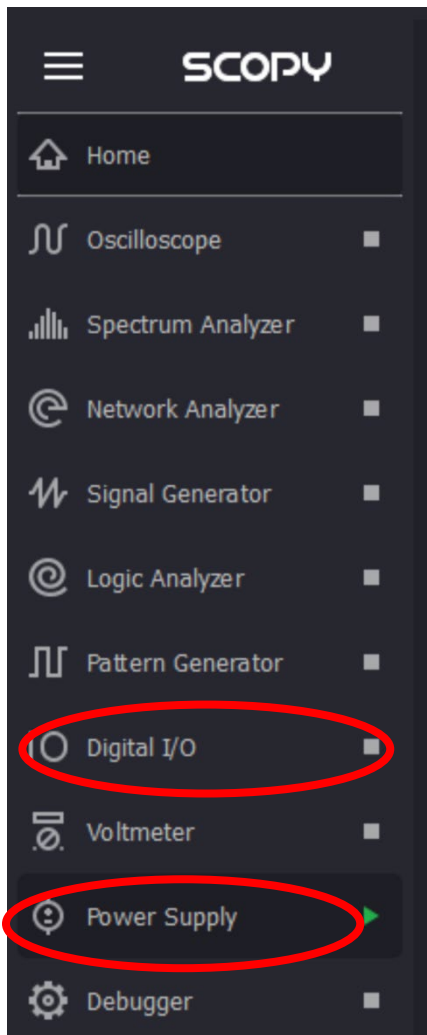 SCOPY
Home
Oscilloscope
Spectrum Analyzer
Network Analyzer
Signal Generator
Logic Analyzer
Pattern Generator
Digital I/O
Voltmeter
Power Supply
Debugger